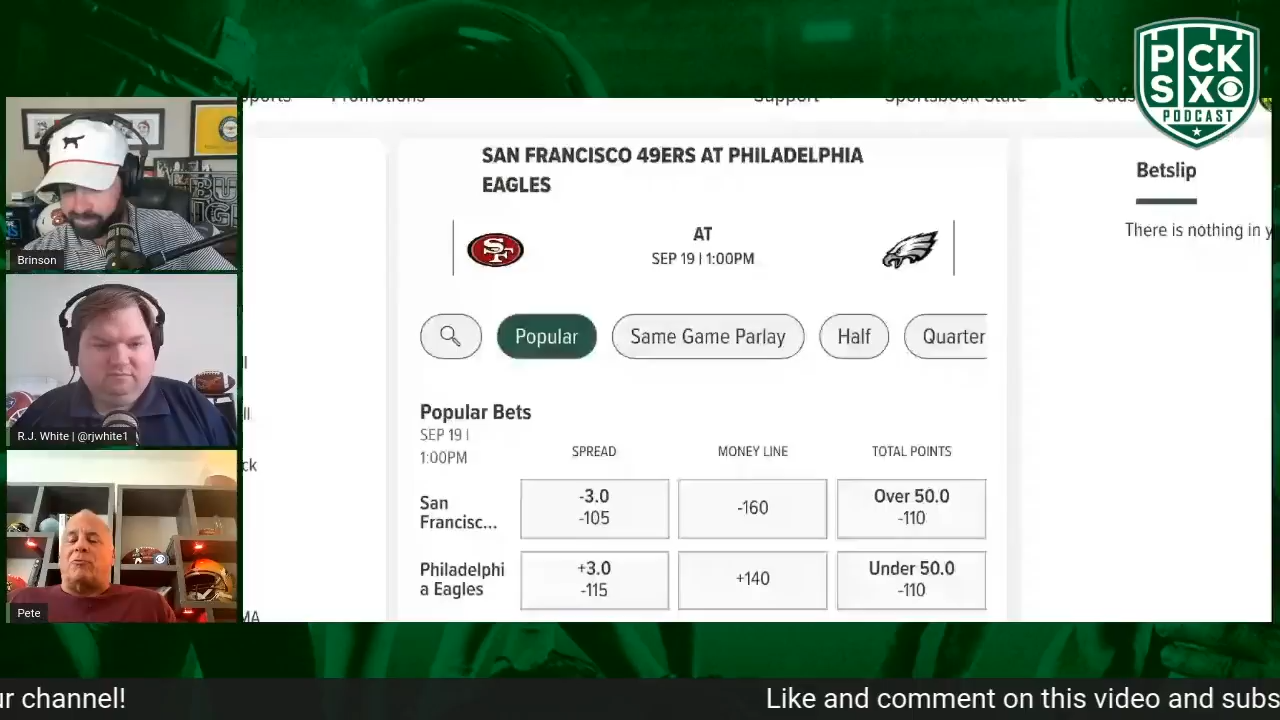 PICK
SIX
PODCAST
Promotions
Support
Sportsbook State
SAN FRANCISCO 49ERS AT PHILADELPHIA
EAGLES
Betslip
There is nothing in y
AT
SEP 19 | 1:00PM
Popular
Same Game Parlay
Half
Quarter
Popular Bets
SEP 19 |
1:00PM
SPREAD
MONEY LINE
TOTAL POINTS
San
Francisc...
-3.0
-105
-160
Over 50.0
-110
Philadelphi
a Eagles
+3.0
-115
+140
Under 50.0
-110
Brinson
R.J. White | @rjwhite1
Pete
ck
MA
ur channel!
Like and comment on this video and subs